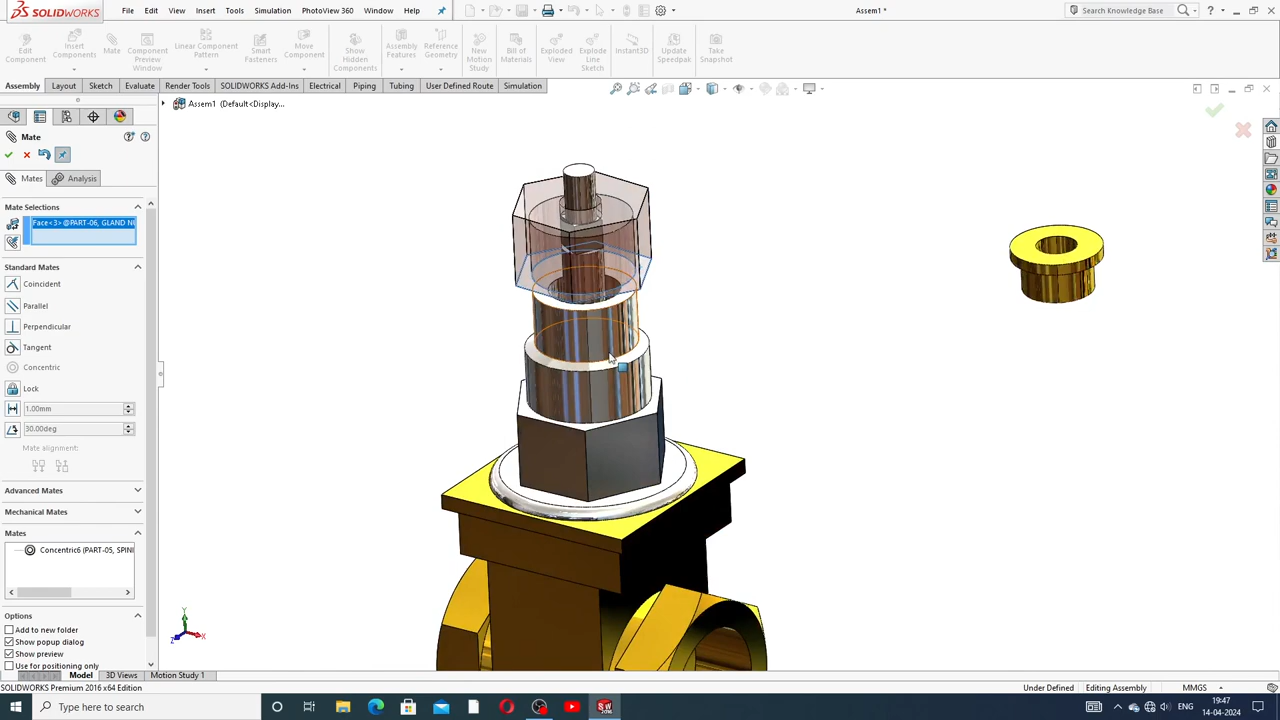 SOLIDWORKS
File Edit View Insert Tools Simulation PhotoView 360 Window Help
Assem1 *
Search Knowledge Base
Edit Component
Insert Components
Mate
Component Preview Window
Linear Component Pattern
Smart Fasteners
Move Component
Show Hidden Components
Assembly Features
Reference Geometry
New Motion Study
Bill of Materials
Exploded View
Explode Line Sketch
Instant3D
Update Speedpak
Take Snapshot
Assembly Layout Sketch Evaluate Render Tools SOLIDWORKS Add-Ins Electrical Piping Tubing User Defined Route Simulation
Assem1 (Default<Display...
Mate
Mates Analysis
Mate Selections
Face<3>@PART-06, GLAND N
Standard Mates
Coincident
Parallel
Perpendicular
Tangent
Concentric
Lock
1.00mm
30.00deg
Mate alignment:
Advanced Mates
Mechanical Mates
Mates
Concentric6 (PART-05, SPIN
Options
Add to new folder
Show popup dialog
Show preview
Use for positioning only
Y
Z X
Model 3D Views Motion Study 1
SOLIDWORKS Premium 2016 x64 Edition
Under Defined Editing Assembly MMGS
Type here to search
ENG
19:47
14-04-2024